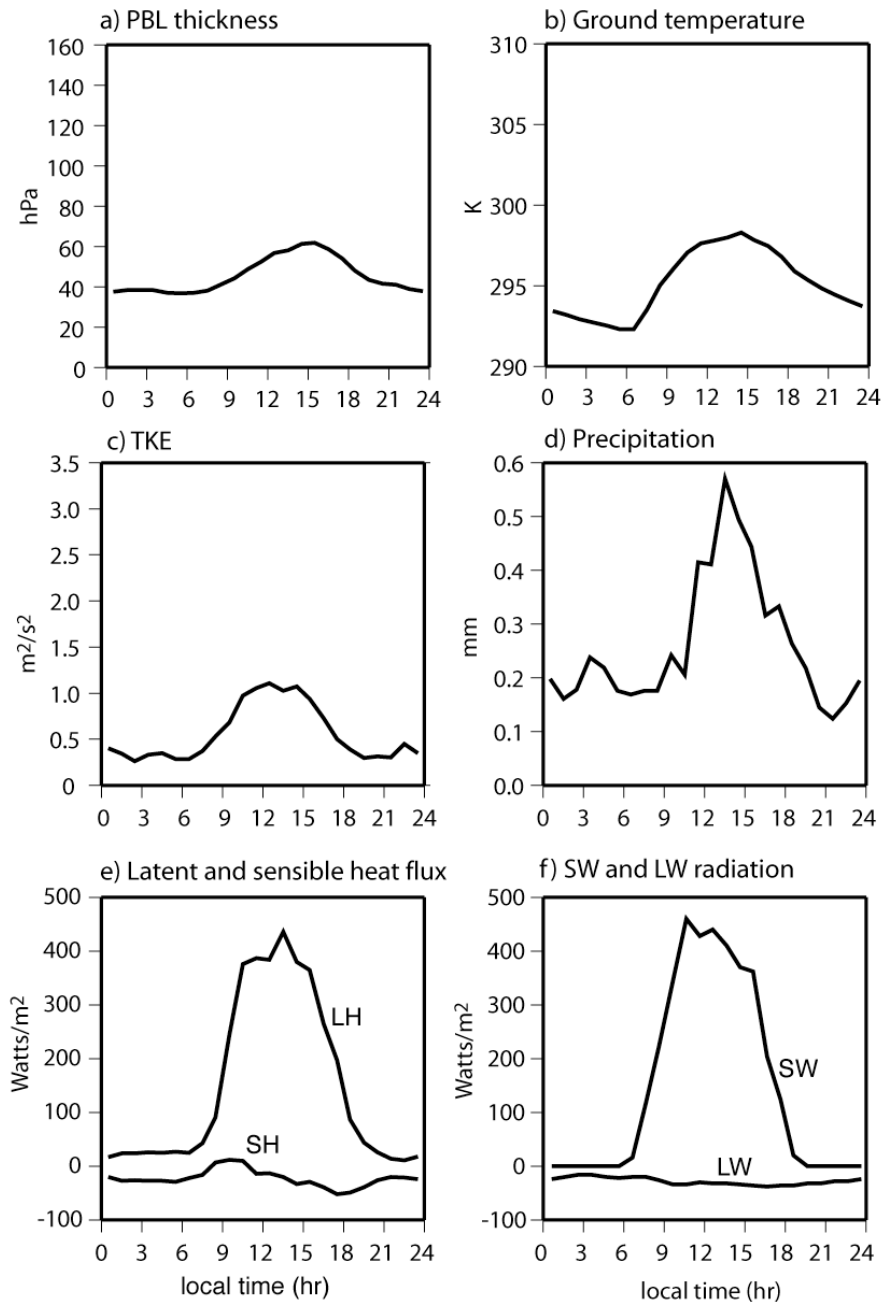 a) PBL thickness
160
140
120
100
80
60
40
20
0
hPa
0 3 6 9 12 15 18 21 24
b) Ground temperature
310
305
300
295
290
K
0 3 6 9 12 15 18 21 24
c) TKE
3.5
3.0
2.5
2.0
1.5
1.0
0.5
0
m2/s2
0 3 6 9 12 15 18 21 24
d) Precipitation
0.6
0.5
0.4
0.3
0.2
0.1
0.0
mm
0 3 6 9 12 15 18 21 24
e) Latent and sensible heat flux
500
400
300
200
100
0
-100
Watts/m2
LH
SH
0 3 6 9 12 15 18 21 24
local time (hr)
f) SW and LW radiation
500
400
300
200
100
0
-100
Watts/m2
SW
LW
0 3 6 9 12 15 18 21 24
local time (hr)